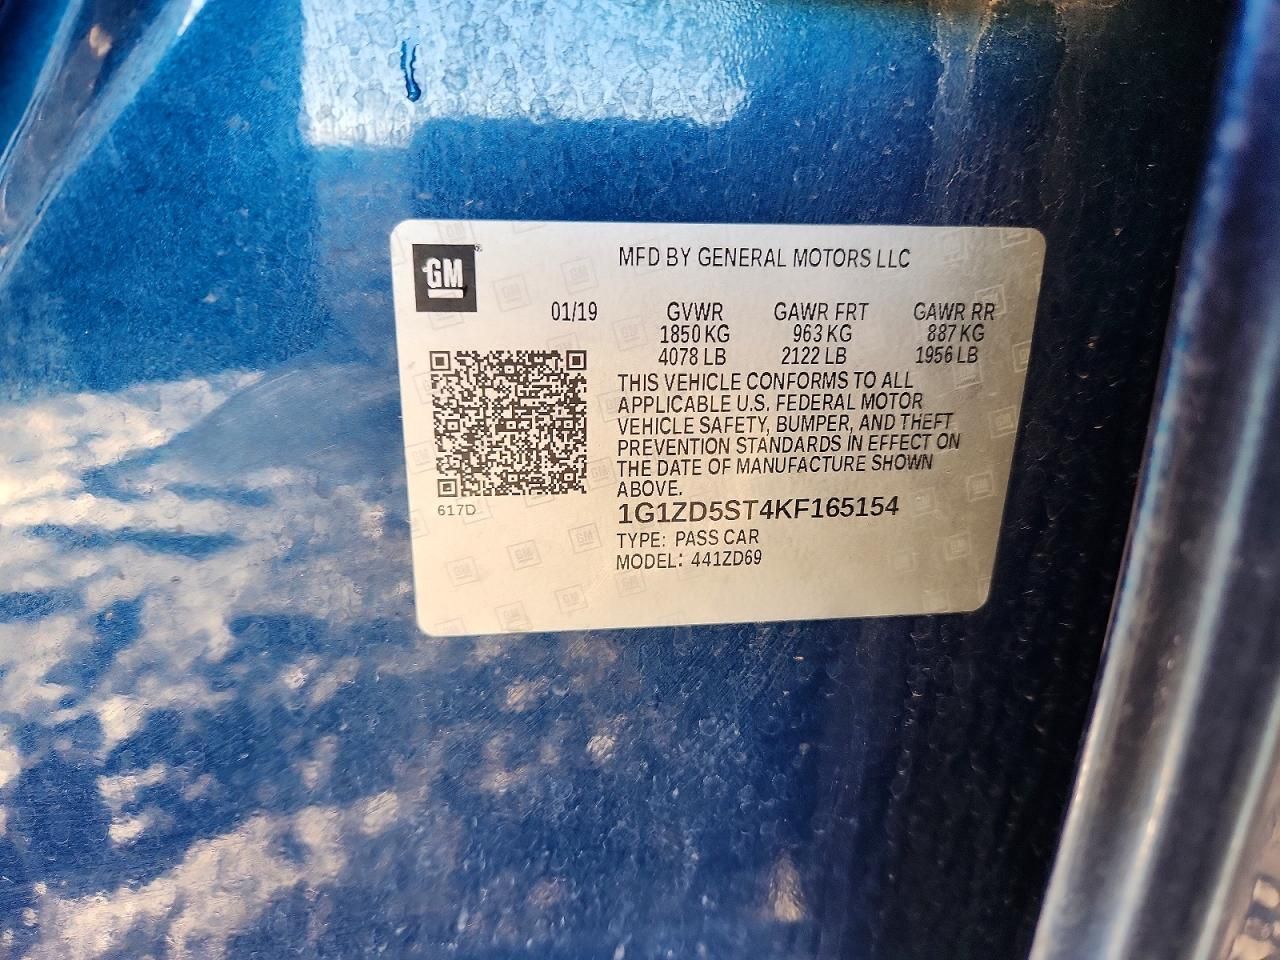 GM
MFD BY GENERAL MOTORS LLC
01/19 GVWR GAWR FRT GAWR RR
1850 KG 963 KG 887 KG
4078 LB 2122 LB 1956 LB
THIS VEHICLE CONFORMS TO ALL
APPLICABLE U.S. FEDERAL MOTOR
VEHICLE SAFETY, BUMPER, AND THEFT
PREVENTION STANDARDS IN EFFECT ON
THE DATE OF MANUFACTURE SHOWN
ABOVE.
617D
1G1ZD5ST4KF165154
TYPE: PASS CAR
MODEL: 441ZD69